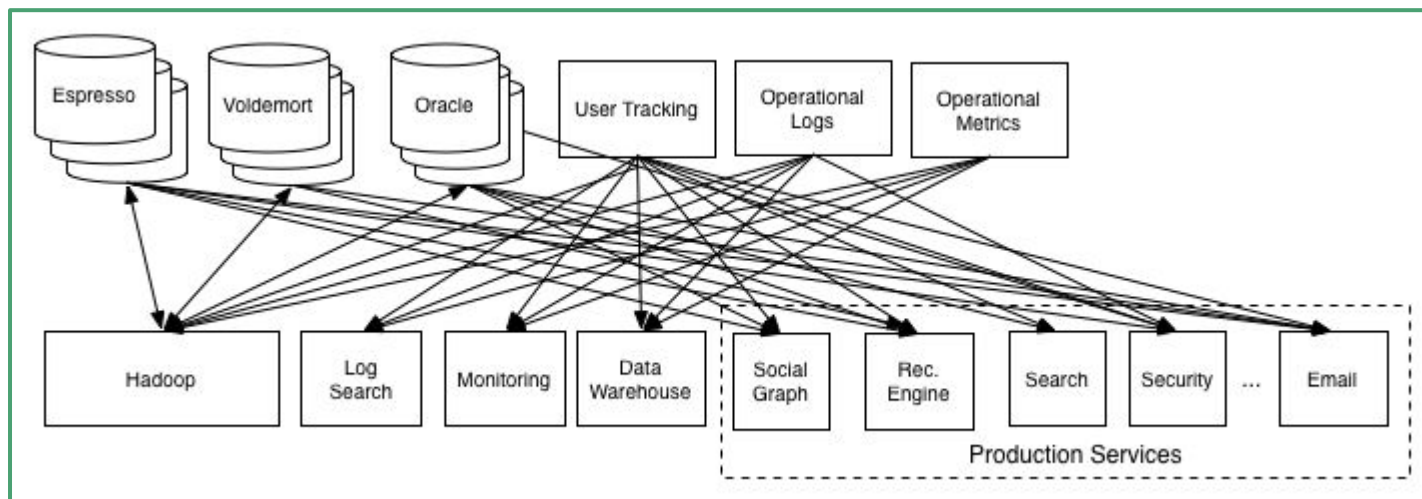 Espresso
Voldemort
Oracle
User Tracking
Operational
Logs
Operational
Metrics
Hadoop
Log
Search
Monitoring
Data
Warehouse
Social
Graph
Rec.
Engine
Search
Security
...
Email
Production Services